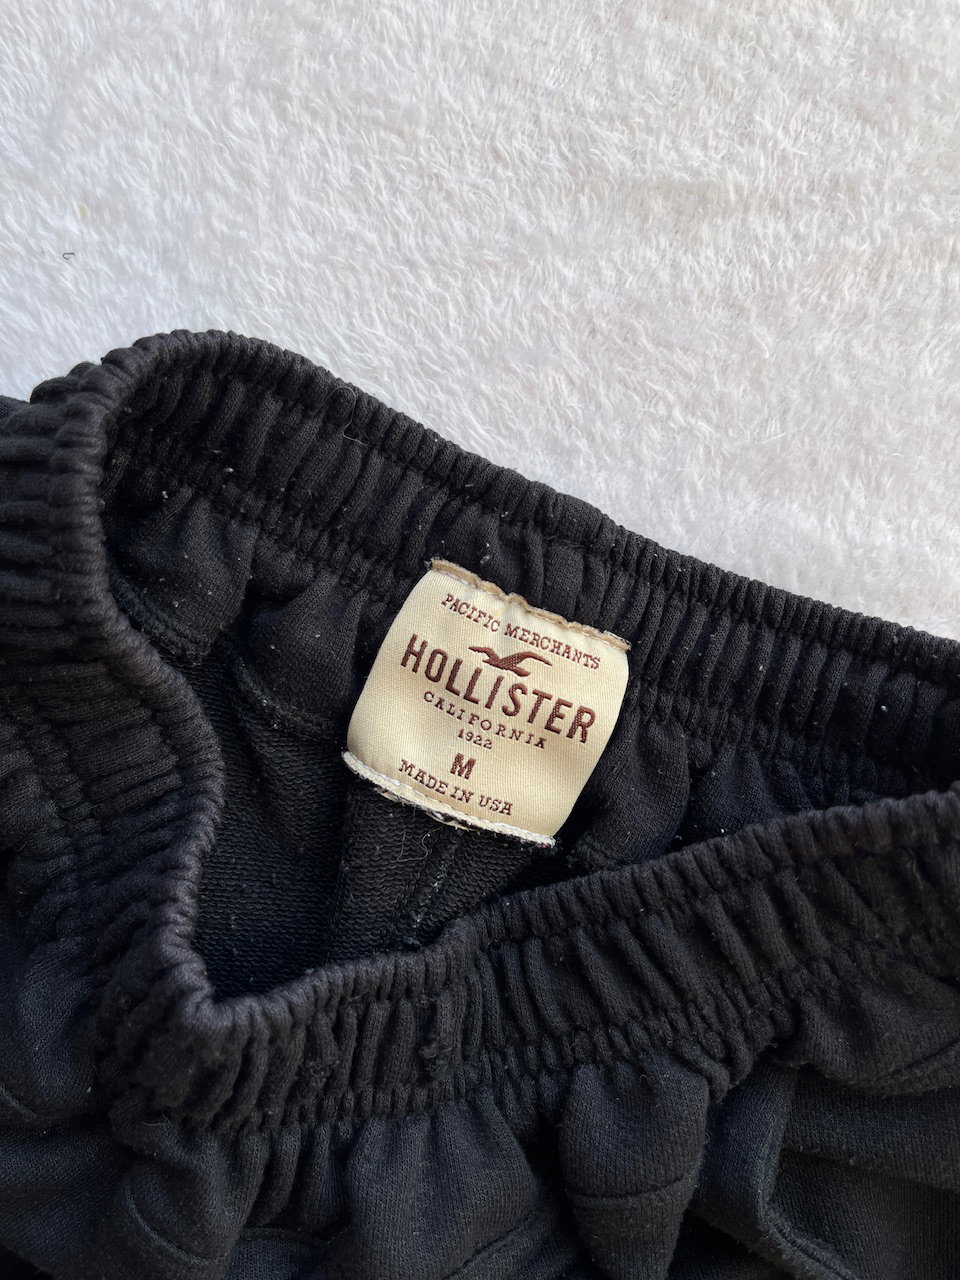 PACIFIC MERCHANTS
HOLLISTER
CALIFORNIA
1922
M
MADE IN USA